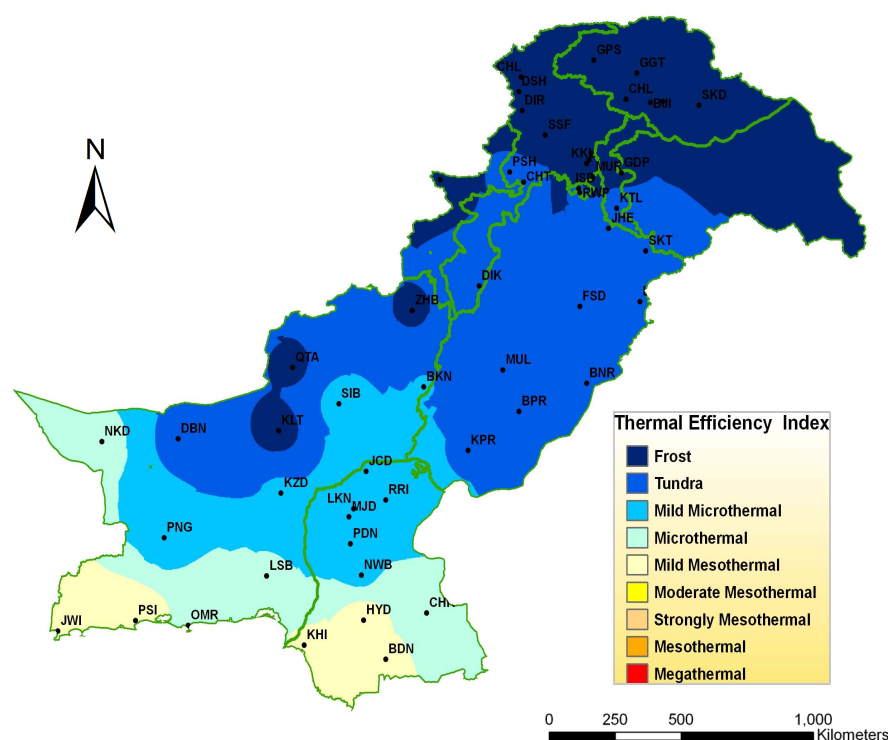 GPS
GGT
CHL
DSH
CHL
SKD
DIR
SSF
MUR
GDP
PSH
CHT
ISB
RWP
KTL
JHE
SKT
N
DIK
ZHB
FSD
QTA
MUL
BNR
BKN
SIB
BPR
NKD
DBN
KLT
KPR
JCD
KZD
RRI
LKN
MJD
PNG
PDN
NWB
LSB
PSI
OMR
JWI
HYD
KHI
BDN
Thermal Efficiency Index
Frost
Tundra
Mild Microthermal
Microthermal
Mild Mesothermal
Moderate Mesothermal
Strongly Mesothermal
Mesothermal
Megathermal
0 250 500 1,000
Kilometers